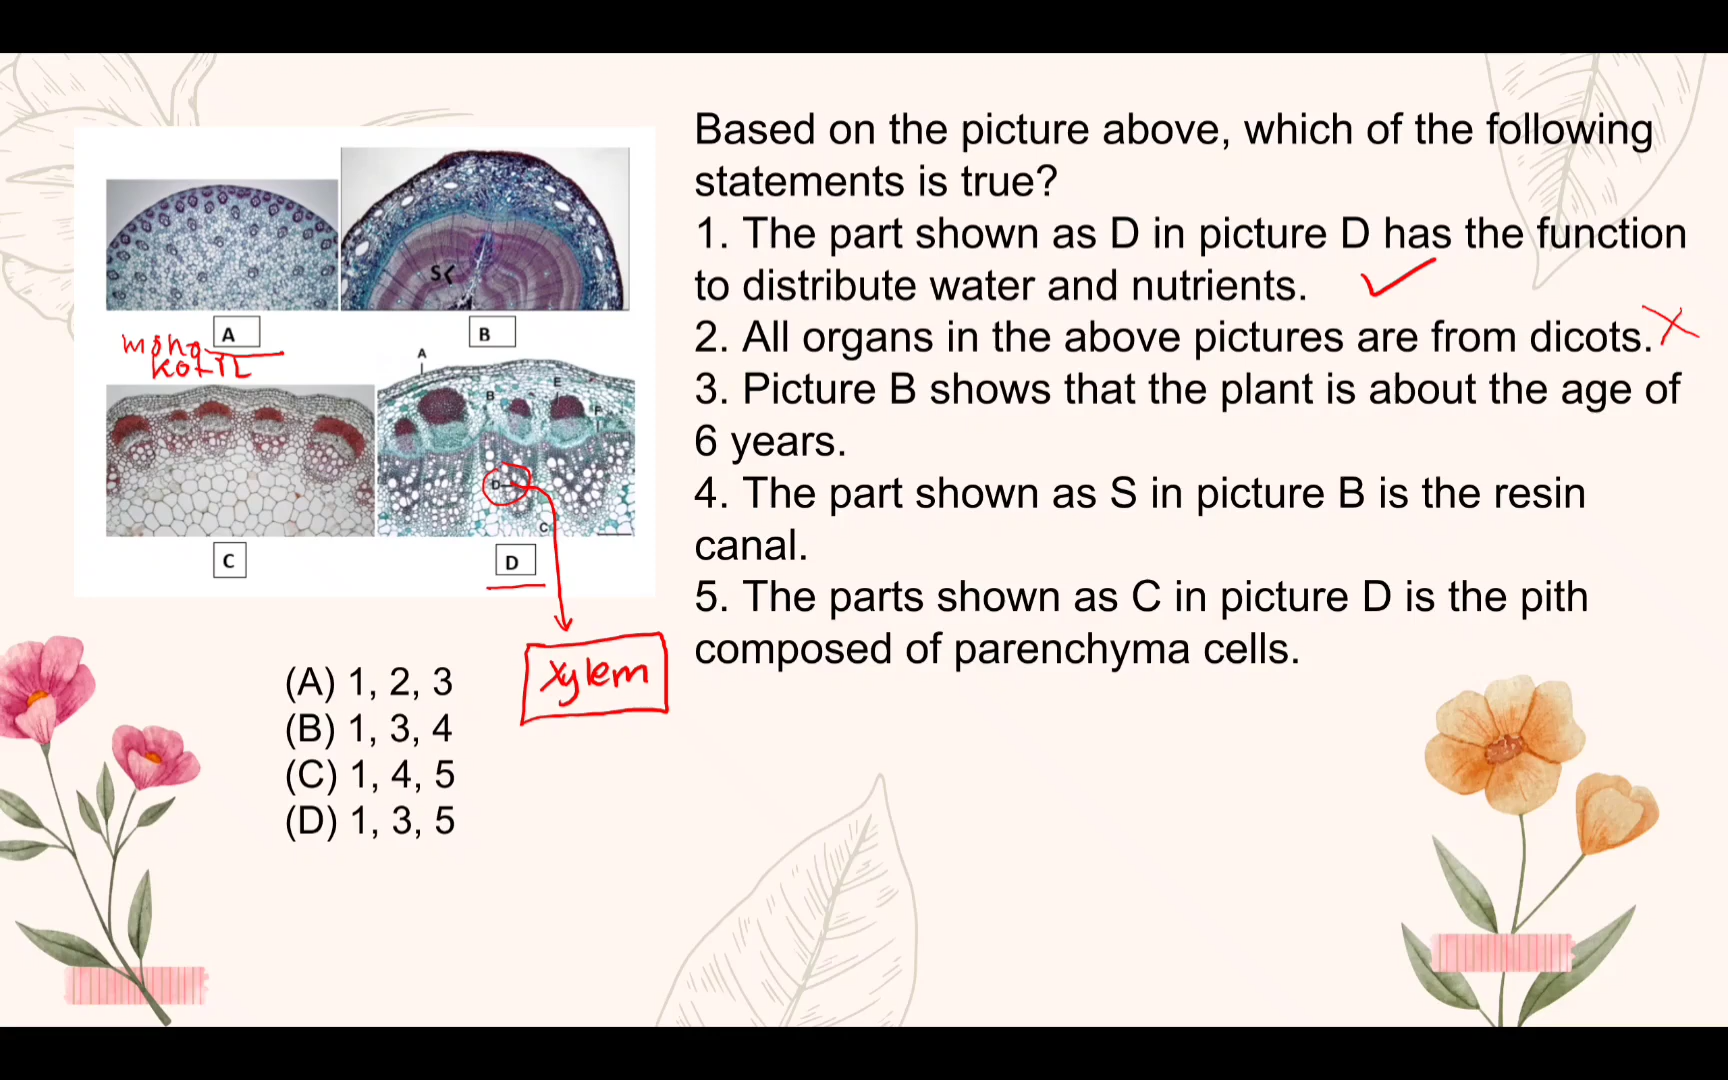 Based on the picture above, which of the following
statements is true?
1. The part shown as D in picture D has the function
to distribute water and nutrients.
2. All organs in the above pictures are from dicots.
3. Picture B shows that the plant is about the age of
6 years.
4. The part shown as S in picture B is the resin
canal.
5. The parts shown as C in picture D is the pith
composed of parenchyma cells.
S
A
B
mono
KOTIL
A
B
E
F
D
C
C
D
xylem
(A) 1, 2, 3
(B) 1, 3, 4
(C) 1, 4, 5
(D) 1, 3, 5